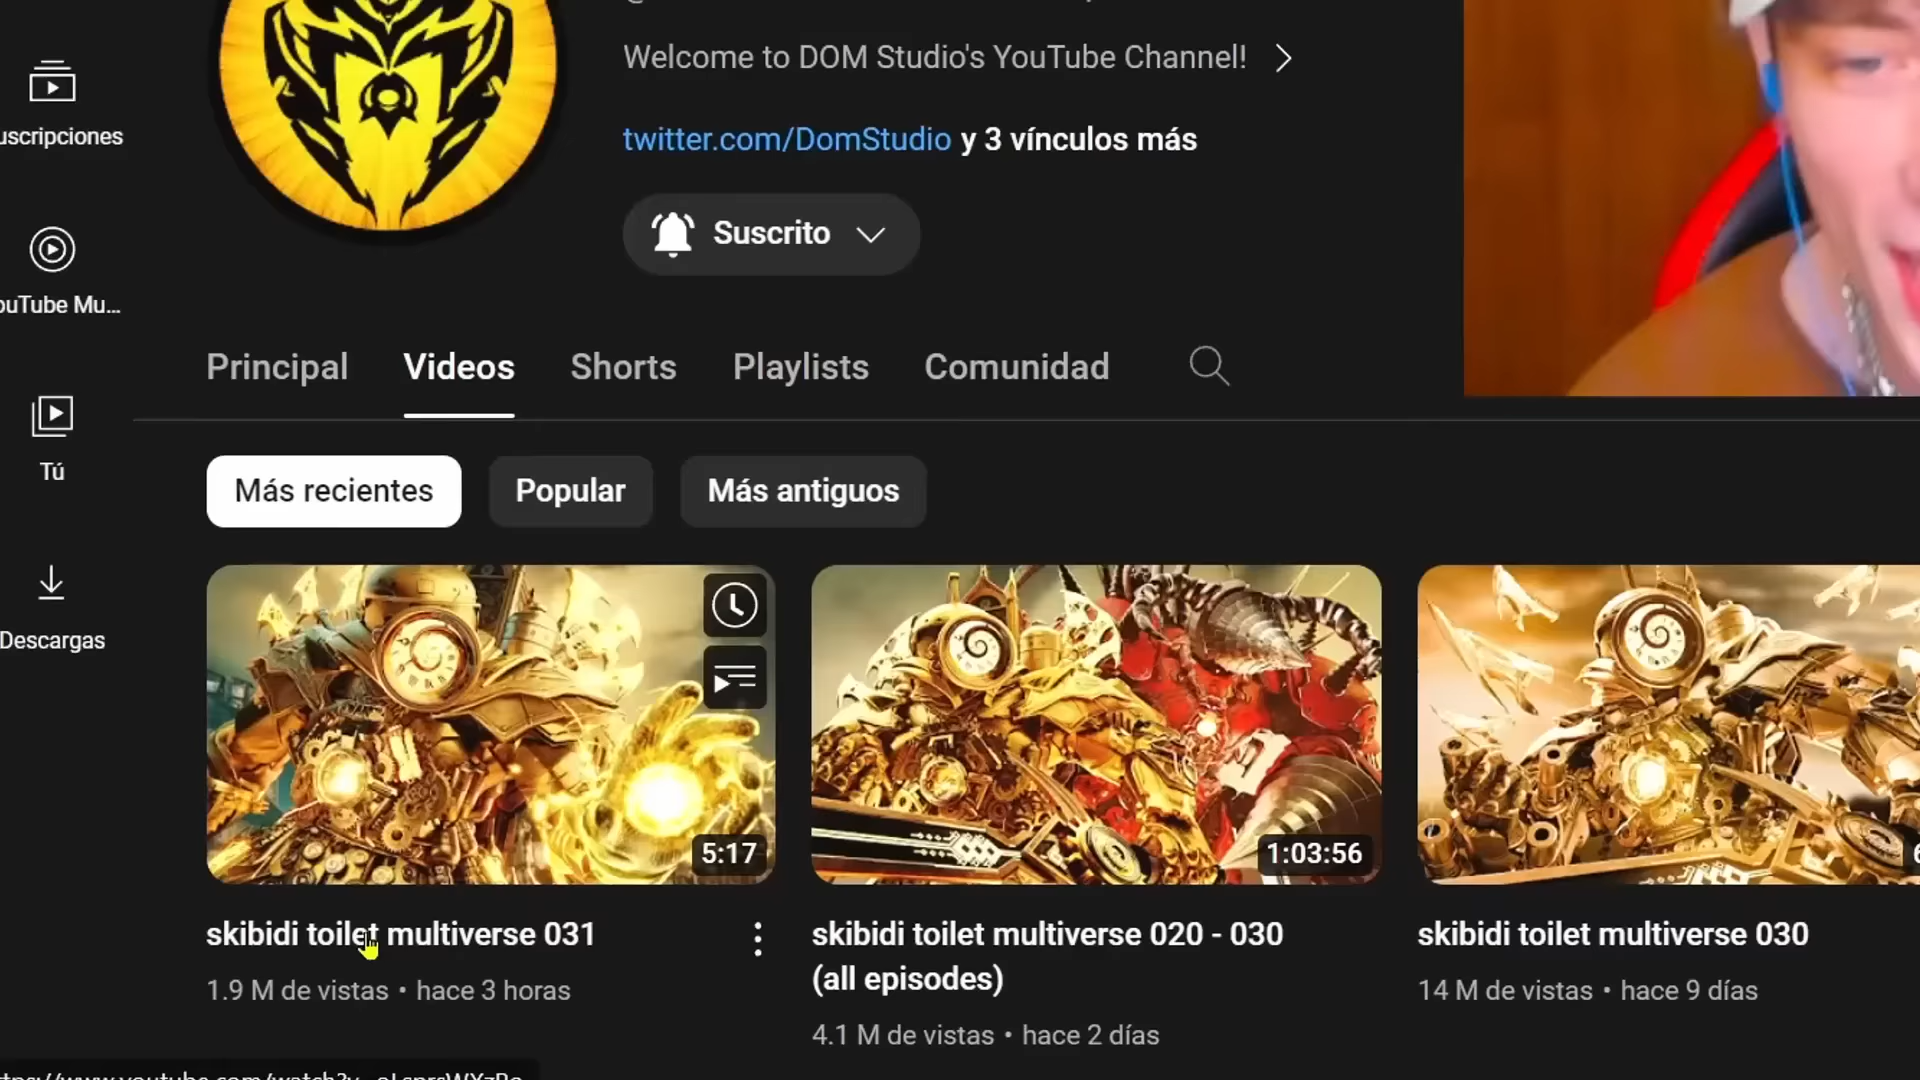 Welcome to DOM Studio's YouTube Channel!
twitter.com/DomStudio y 3 vínculos más
Suscrito
uscripciones
ouTube Mu...
Tú
Descargas
Principal Videos Shorts Playlists Comunidad
Más recientes Popular Más antiguos
5:17
1:03:56
skibidi toilet multiverse 031
1.9 M de vistas • hace 3 horas
skibidi toilet multiverse 020 - 030
(all episodes)
4.1 M de vistas • hace 2 días
skibidi toilet multiverse 030
14 M de vistas • hace 9 días